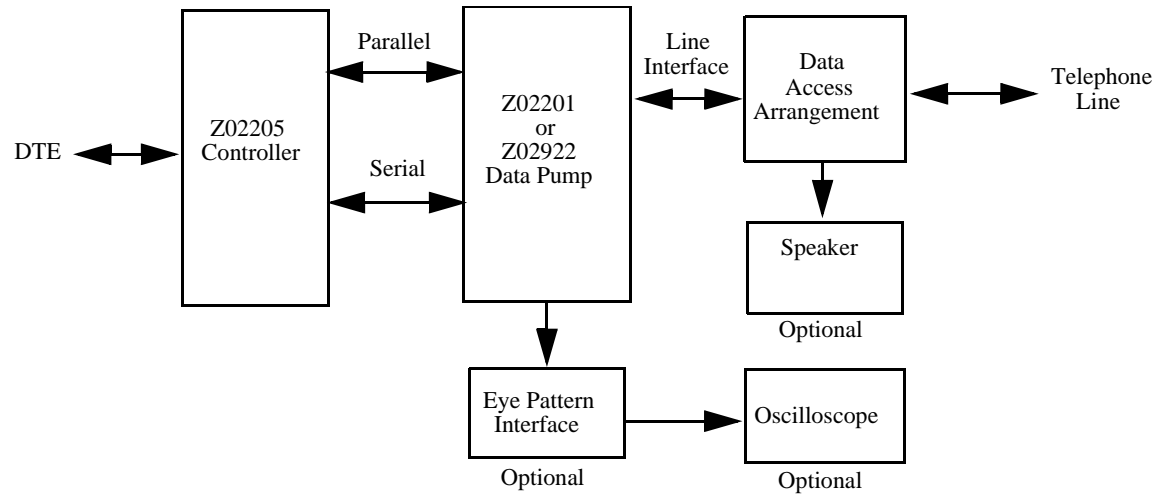 DTE
Z02205
Controller
Parallel
Serial
Z02201
or
Z02922
Data Pump
Line
Interface
Data
Access
Arrangement
Telephone
Line
Speaker
Optional
Eye Pattern
Interface
Optional
Oscilloscope
Optional